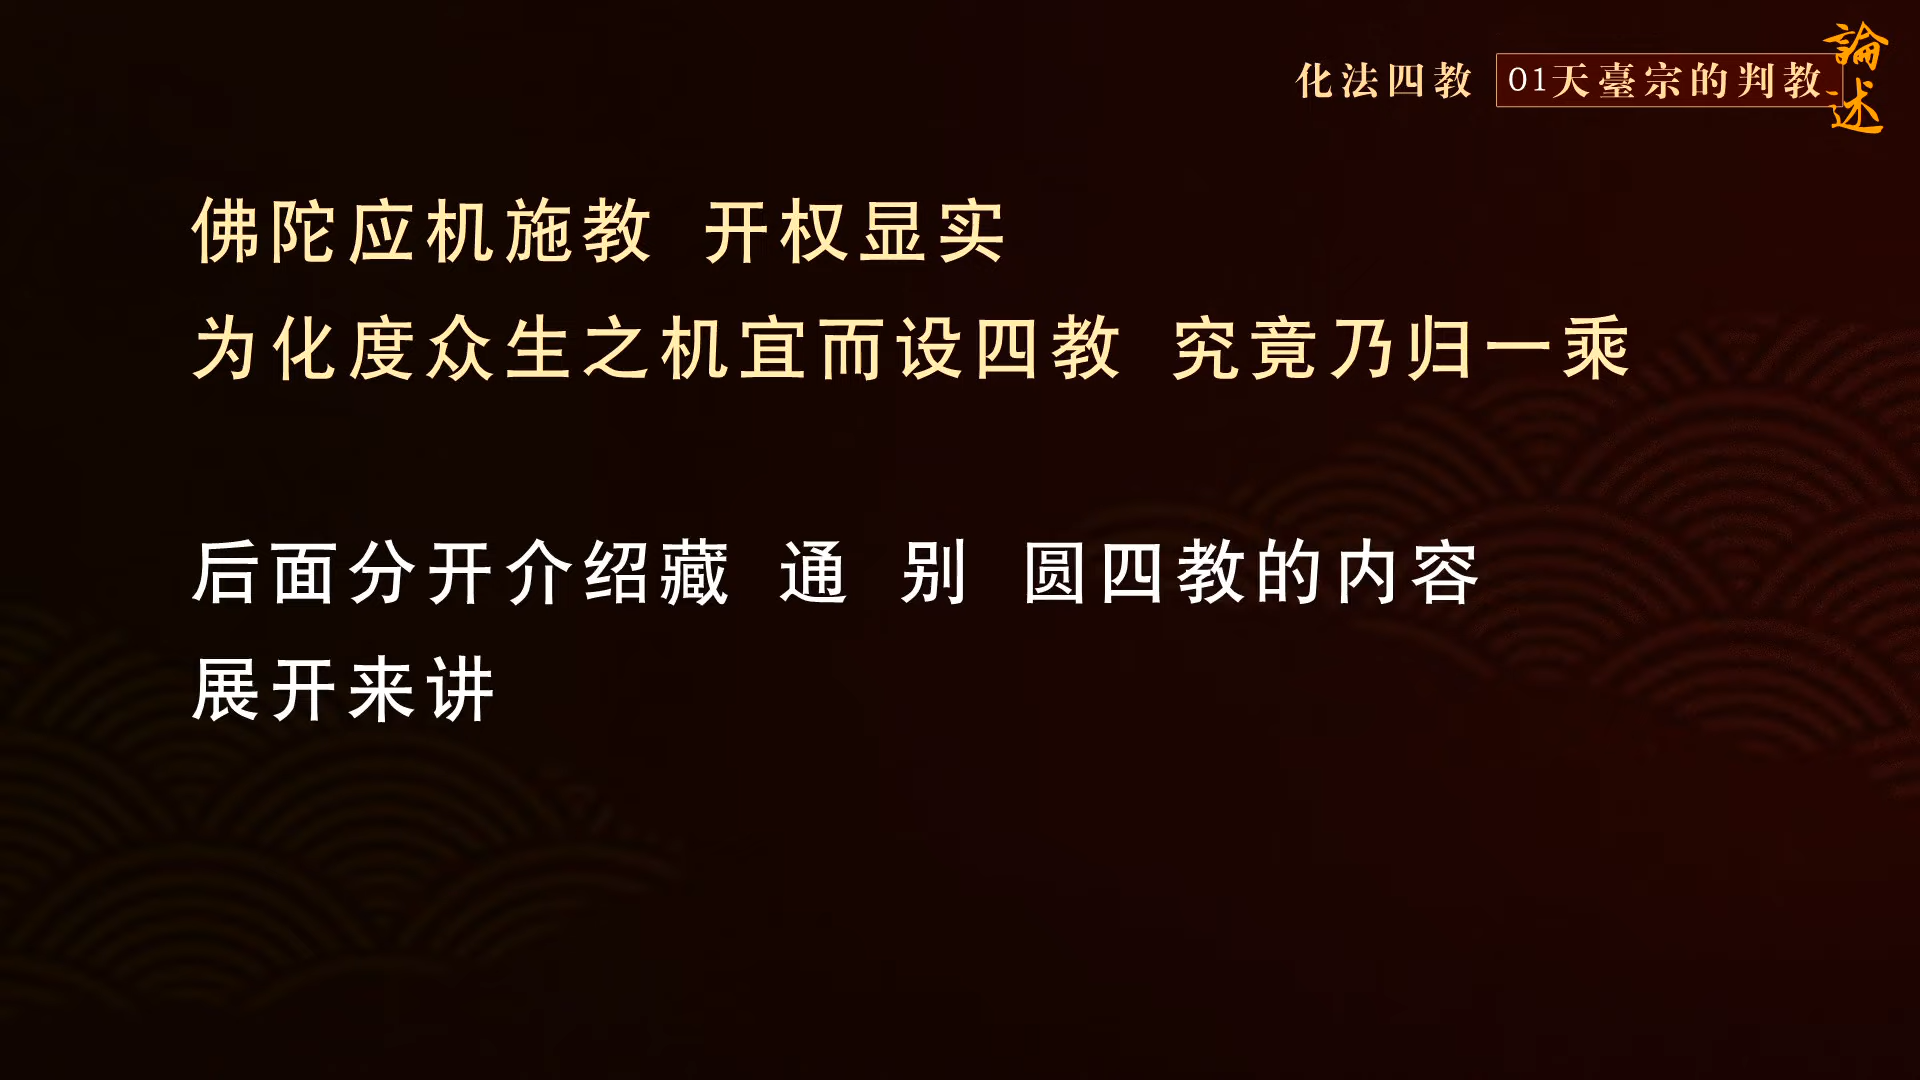 化法四教 01天臺宗的判教 論述
佛陀应机施教 开权显实
为化度众生之机宜而设四教 究竟乃归一乘
后面分开介绍藏 通 别 圆四教的内容
展开来讲